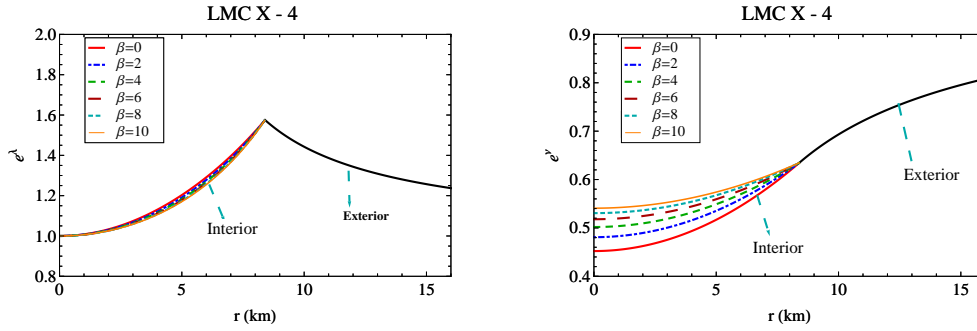 LMC X - 4
2.0
1.8
1.6
1.4
1.2
1.0
0.8
e^λ
β=0
β=2
β=4
β=6
β=8
β=10
Interior
Exterior
0 5 10 15
r (km)
LMC X - 4
0.9
0.8
0.7
0.6
0.5
0.4
e^ν
β=0
β=2
β=4
β=6
β=8
β=10
Exterior
Interior
0 5 10 15
r (km)